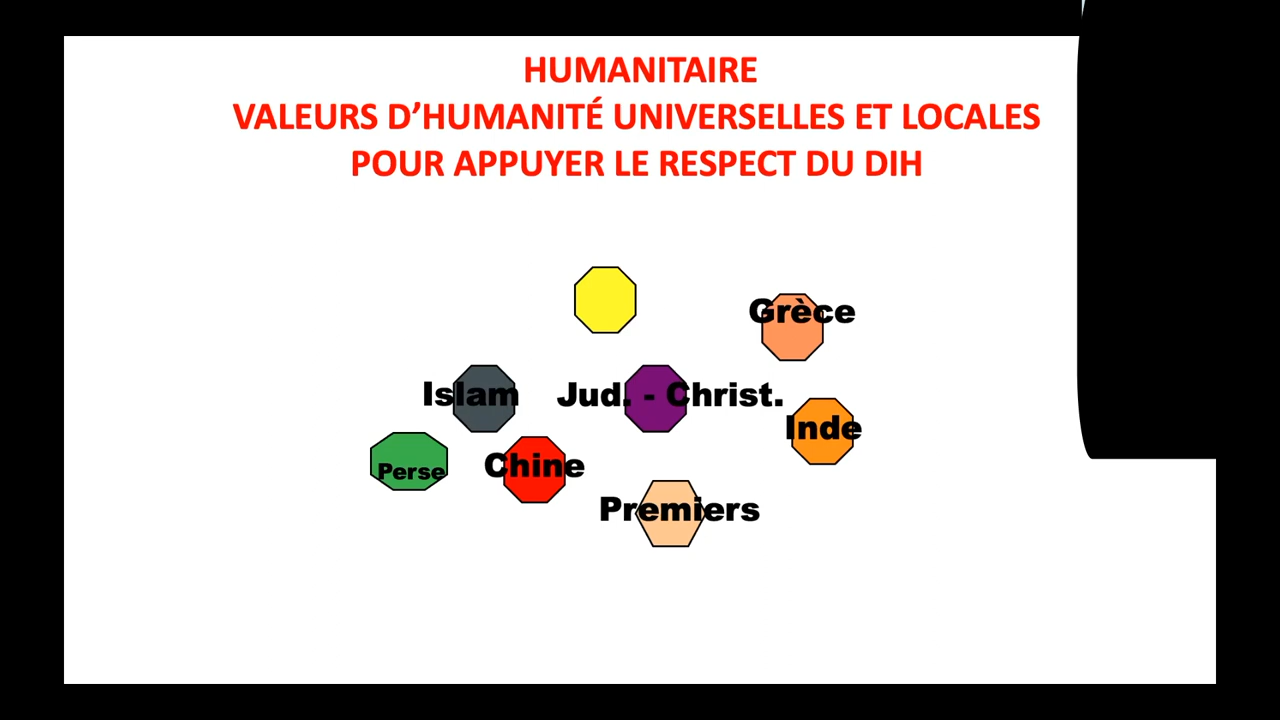 HUMANITAIRE
VALEURS D’HUMANITÉ UNIVERSELLES ET LOCALES
POUR APPUYER LE RESPECT DU DIH
Grèce
Islam
Jud. - Christ.
Inde
Perse
Chine
Premiers